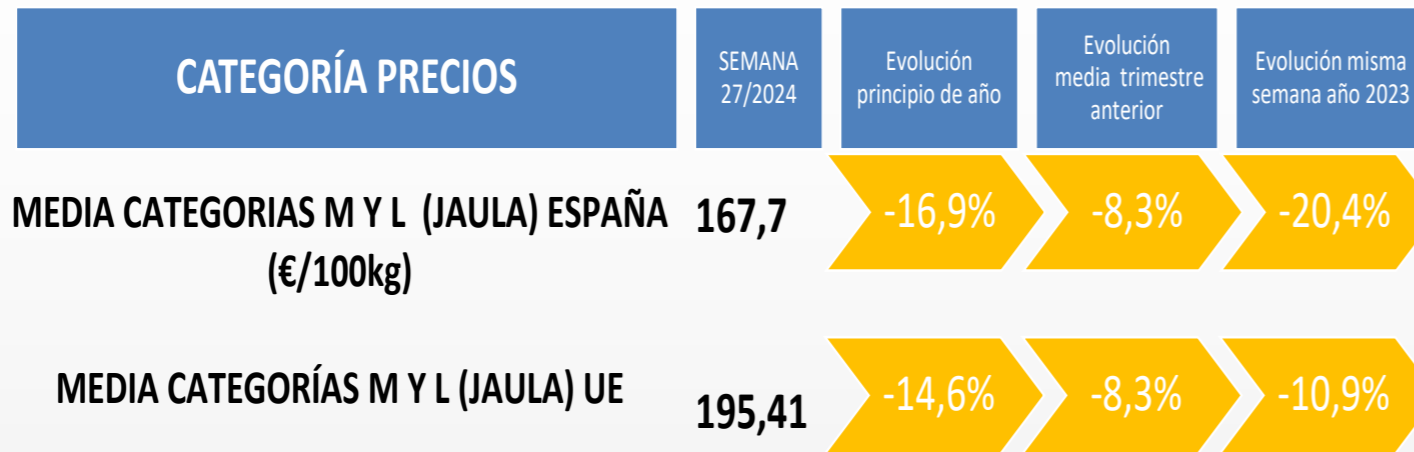 CATEGORÍA PRECIOS
SEMANA
27/2024
Evolución
principio de año
Evolución
media trimestre
anterior
Evolución misma
semana año 2023
MEDIA CATEGORIAS M Y L (JAULA) ESPAÑA
(€/100kg)
167,7
-16,9%
-8,3%
-20,4%
MEDIA CATEGORÍAS M Y L (JAULA) UE
195,41
-14,6%
-8,3%
-10,9%